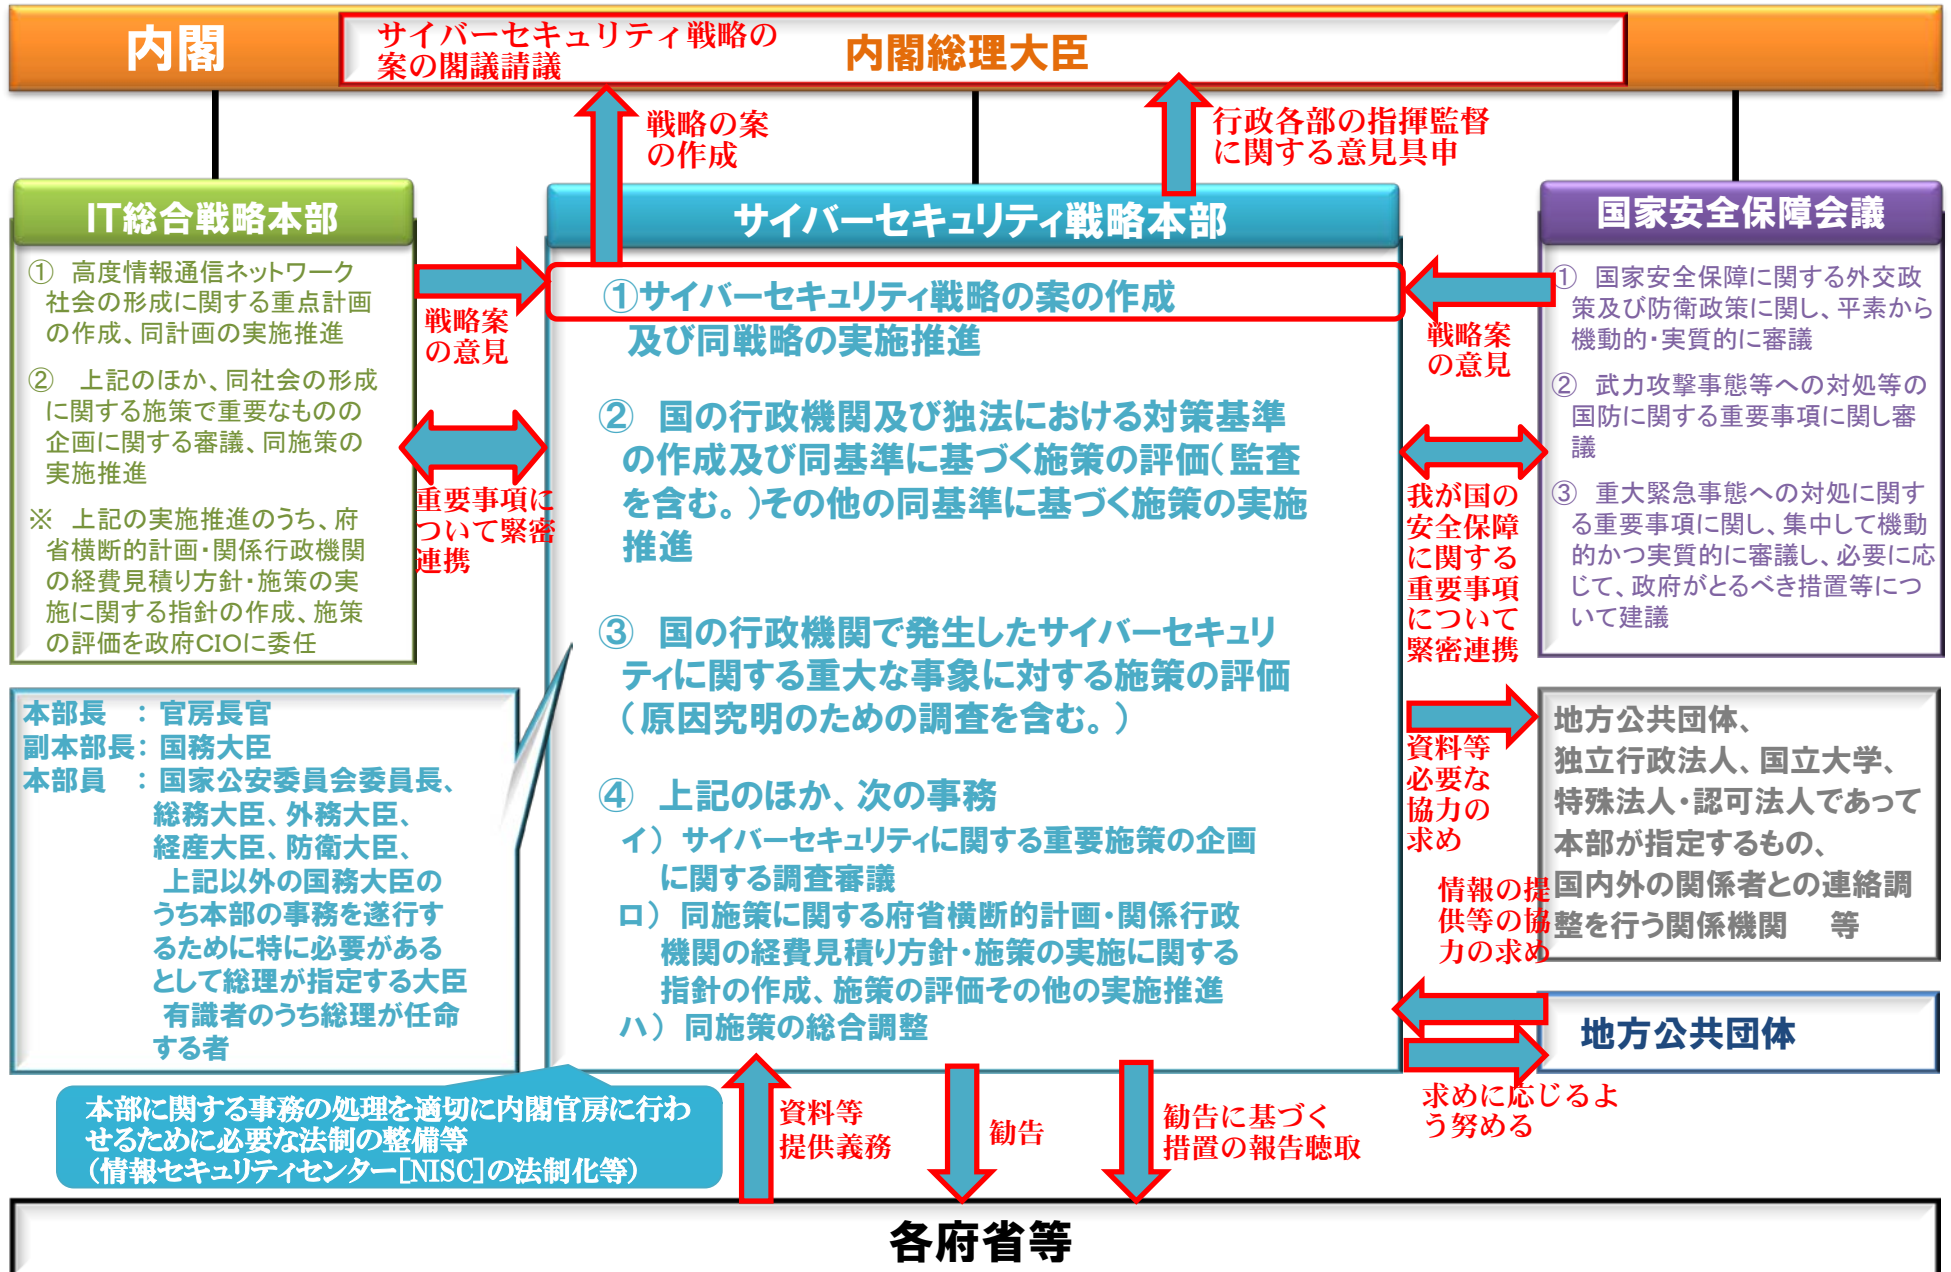 内閣
サイバーセキュリティ戦略の
案の閣議請議
内閣総理大臣
戦略の案
の作成
行政各部の指揮監督
に関する意見具申
IT総合戦略本部
① 高度情報通信ネットワーク
社会の形成に関する重点計画
の作成、同計画の実施推進
② 上記のほか、同社会の形成
に関する施策で重要なものの
企画に関する審議、同施策の
実施推進
※ 上記の実施推進のうち、府
省横断的計画・関係行政機関
の経費見積り方針・施策の実
施に関する指針の作成、施策
の評価を政府CIOに委任
戦略案
の意見
重要事項に
ついて緊密
連携
サイバーセキュリティ戦略本部
①サイバーセキュリティ戦略の案の作成
及び同戦略の実施推進
② 国の行政機関及び独法における対策基準
の作成及び同基準に基づく施策の評価(監査
を含む。)その他の同基準に基づく施策の実施
推進
③ 国の行政機関で発生したサイバーセキュリ
ティに関する重大な事象に対する施策の評価
(原因究明のための調査を含む。)
④ 上記のほか、次の事務
イ) サイバーセキュリティに関する重要施策の企画
に関する調査審議
ロ) 同施策に関する府省横断的計画・関係行政
機関の経費見積り方針・施策の実施に関する
指針の作成、施策の評価その他の実施推進
ハ) 同施策の総合調整
国家安全保障会議
① 国家安全保障に関する外交政
策及び防衛政策に関し、平素から
機動的・実質的に審議
② 武力攻撃事態等への対処等の
国防に関する重要事項に関し審
議
③ 重大緊急事態への対処に関す
る重要事項に関し、集中して機動
的かつ実質的に審議し、必要に応
じて、政府がとるべき措置等につ
いて建議
戦略案
の意見
我が国の
安全保障
に関する
重要事項
について
緊密連携
本部長 : 官房長官
副本部長: 国務大臣
本部員 : 国家公安委員会委員長、
総務大臣、外務大臣、
経産大臣、防衛大臣、
上記以外の国務大臣の
うち本部の事務を遂行す
るために特に必要がある
として総理が指定する大臣
有識者のうち総理が任命
する者
資料等
必要な
協力の
求め
地方公共団体、
独立行政法人、国立大学、
特殊法人・認可法人であって
本部が指定するもの、
国内外の関係者との連絡調
整を行う関係機関 等
情報の提
供等の協
力の求め
地方公共団体
求めに応じるよ
う努める
本部に関する事務の処理を適切に内閣官房に行わ
せるために必要な法制の整備等
(情報セキュリティセンター[NISC]の法制化等)
資料等
提供義務
勧告
勧告に基づく
措置の報告聴取
各府省等